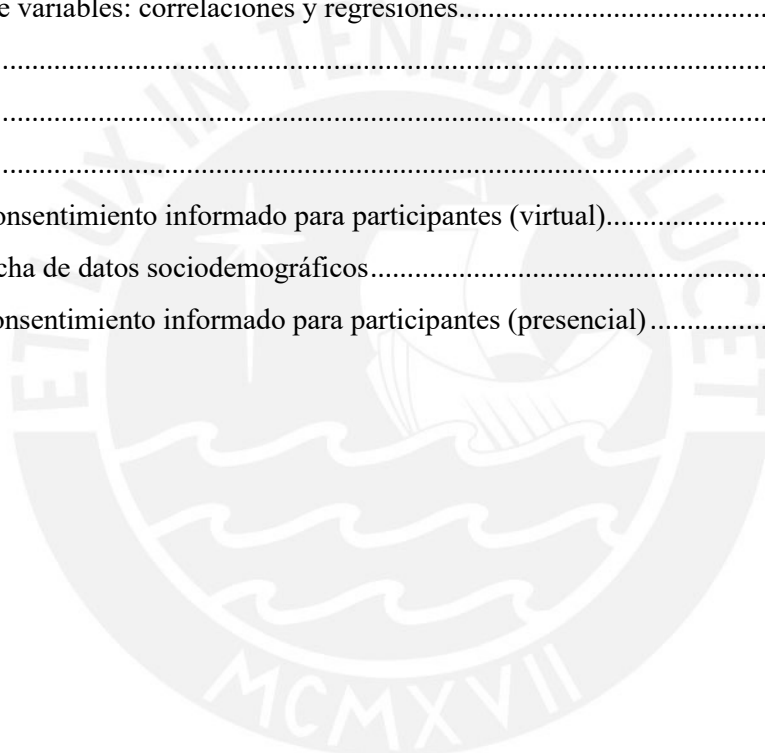 e variables: correlaciones y regresiones............................................................
..........................................................................................................................................
..........................................................................................................................................
..........................................................................................................................................
onsentimiento informado para participantes (virtual)............................
cha de datos sociodemográficos......................................................................
onsentimiento informado para participantes (presencial)....................
ET LUX IN TENEBRIS LUCET
MCMXVII